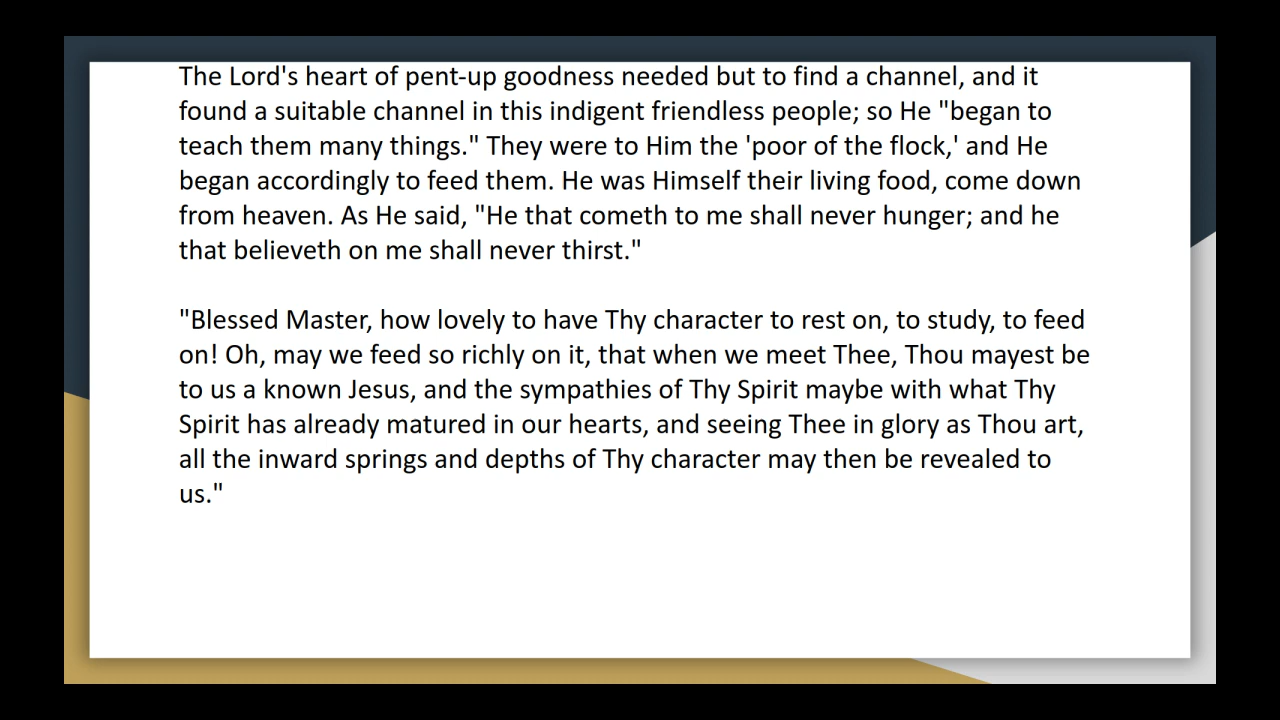 The Lord's heart of pent-up goodness needed but to find a channel, and it
found a suitable channel in this indigent friendless people; so He "began to
teach them many things." They were to Him the 'poor of the flock,' and He
began accordingly to feed them. He was Himself their living food, come down
from heaven. As He said, "He that cometh to me shall never hunger; and he
that believeth on me shall never thirst."
"Blessed Master, how lovely to have Thy character to rest on, to study, to feed
on! Oh, may we feed so richly on it, that when we meet Thee, Thou mayest be
to us a known Jesus, and the sympathies of Thy Spirit maybe with what Thy
Spirit has already matured in our hearts, and seeing Thee in glory as Thou art,
all the inward springs and depths of Thy character may then be revealed to
us."